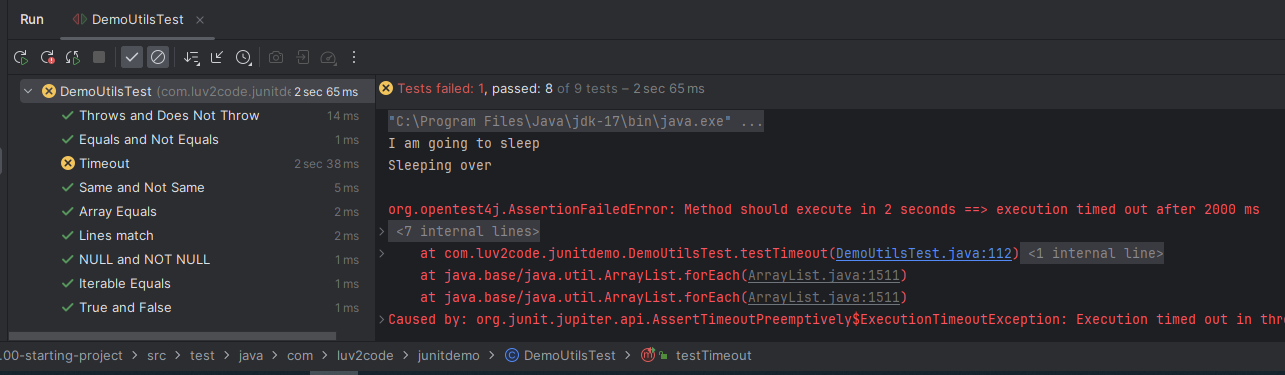 Run DemoUtilsTest
DemoUtilsTest (com.luv2code.junitde 2 sec 65 ms
Throws and Does Not Throw 14 ms
Equals and Not Equals 1 ms
Timeout 2 sec 38 ms
Same and Not Same 5 ms
Array Equals 2 ms
Lines match 2 ms
NULL and NOT NULL 1 ms
Iterable Equals 1 ms
True and False 1 ms
Tests failed: 1, passed: 8 of 9 tests – 2 sec 65 ms
"C:\Program Files\Java\jdk-17\bin\java.exe" ...
I am going to sleep
Sleeping over
org.opentest4j.AssertionFailedError: Method should execute in 2 seconds ==> execution timed out after 2000 ms
<7 internal lines>
at com.luv2code.junitdemo.DemoUtilsTest.testTimeout(DemoUtilsTest.java:112) <1 internal line>
at java.base/java.util.ArrayList.forEach(ArrayList.java:1511)
at java.base/java.util.ArrayList.forEach(ArrayList.java:1511)
Caused by: org.junit.jupiter.api.AssertTimeoutPreemptively$ExecutionTimeoutException: Execution timed out in thr
.00-starting-project > src > test > java > com > luv2code > junitdemo > DemoUtilsTest > testTimeout